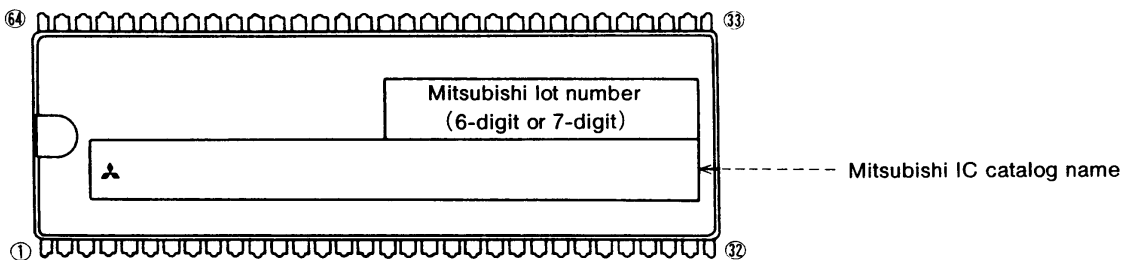 64 33
Mitsubishi lot number
(6-digit or 7-digit)
Mitsubishi IC catalog name
1 32